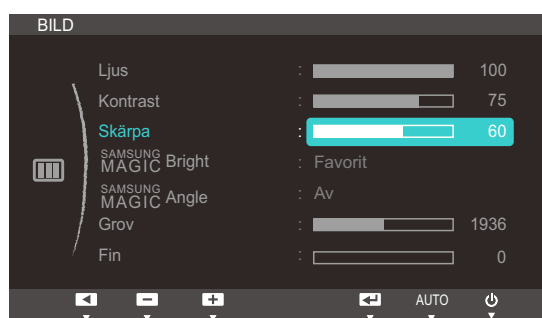 BILD
Ljus : 100
Kontrast : 75
Skärpa : 60
SAMSUNG MAGIC Bright : Favorit
SAMSUNG MAGIC Angle : Av
Grov : 1936
Fin : 0
AUTO